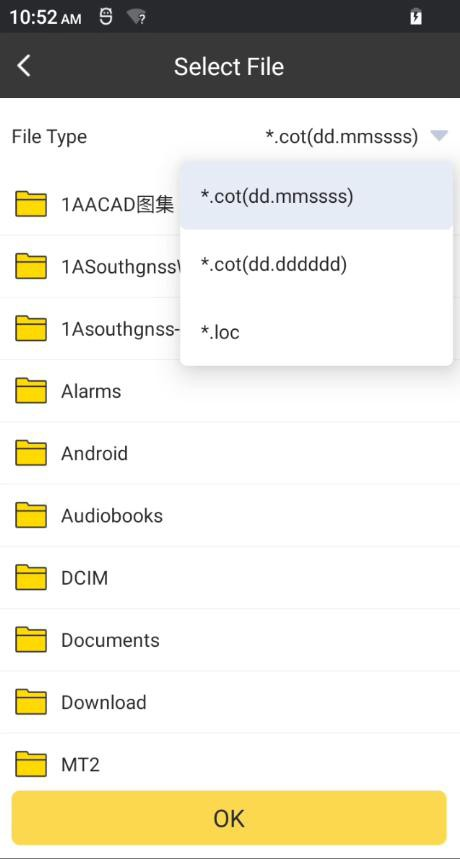 10:52 AM
Select File
File Type *.cot(dd.mmssss)
*.cot(dd.mmssss)
1AACAD图集
*.cot(dd.dddddd)
1ASouthgnss
*.loc
1Asouthgnss-
Alarms
Android
Audiobooks
DCIM
Documents
Download
MT2
OK